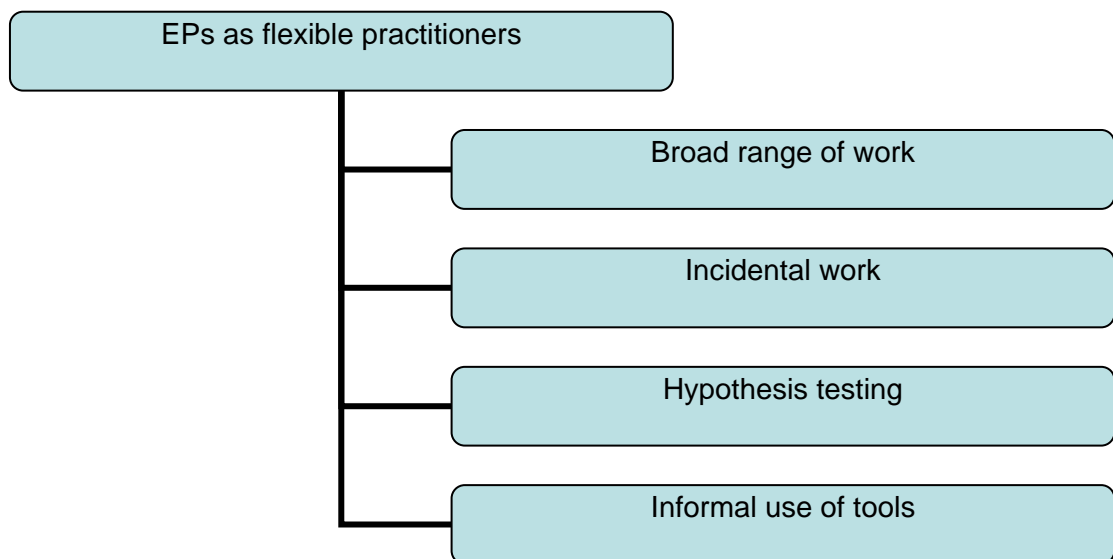 EPs as flexible practitioners
Broad range of work
Incidental work
Hypothesis testing
Informal use of tools